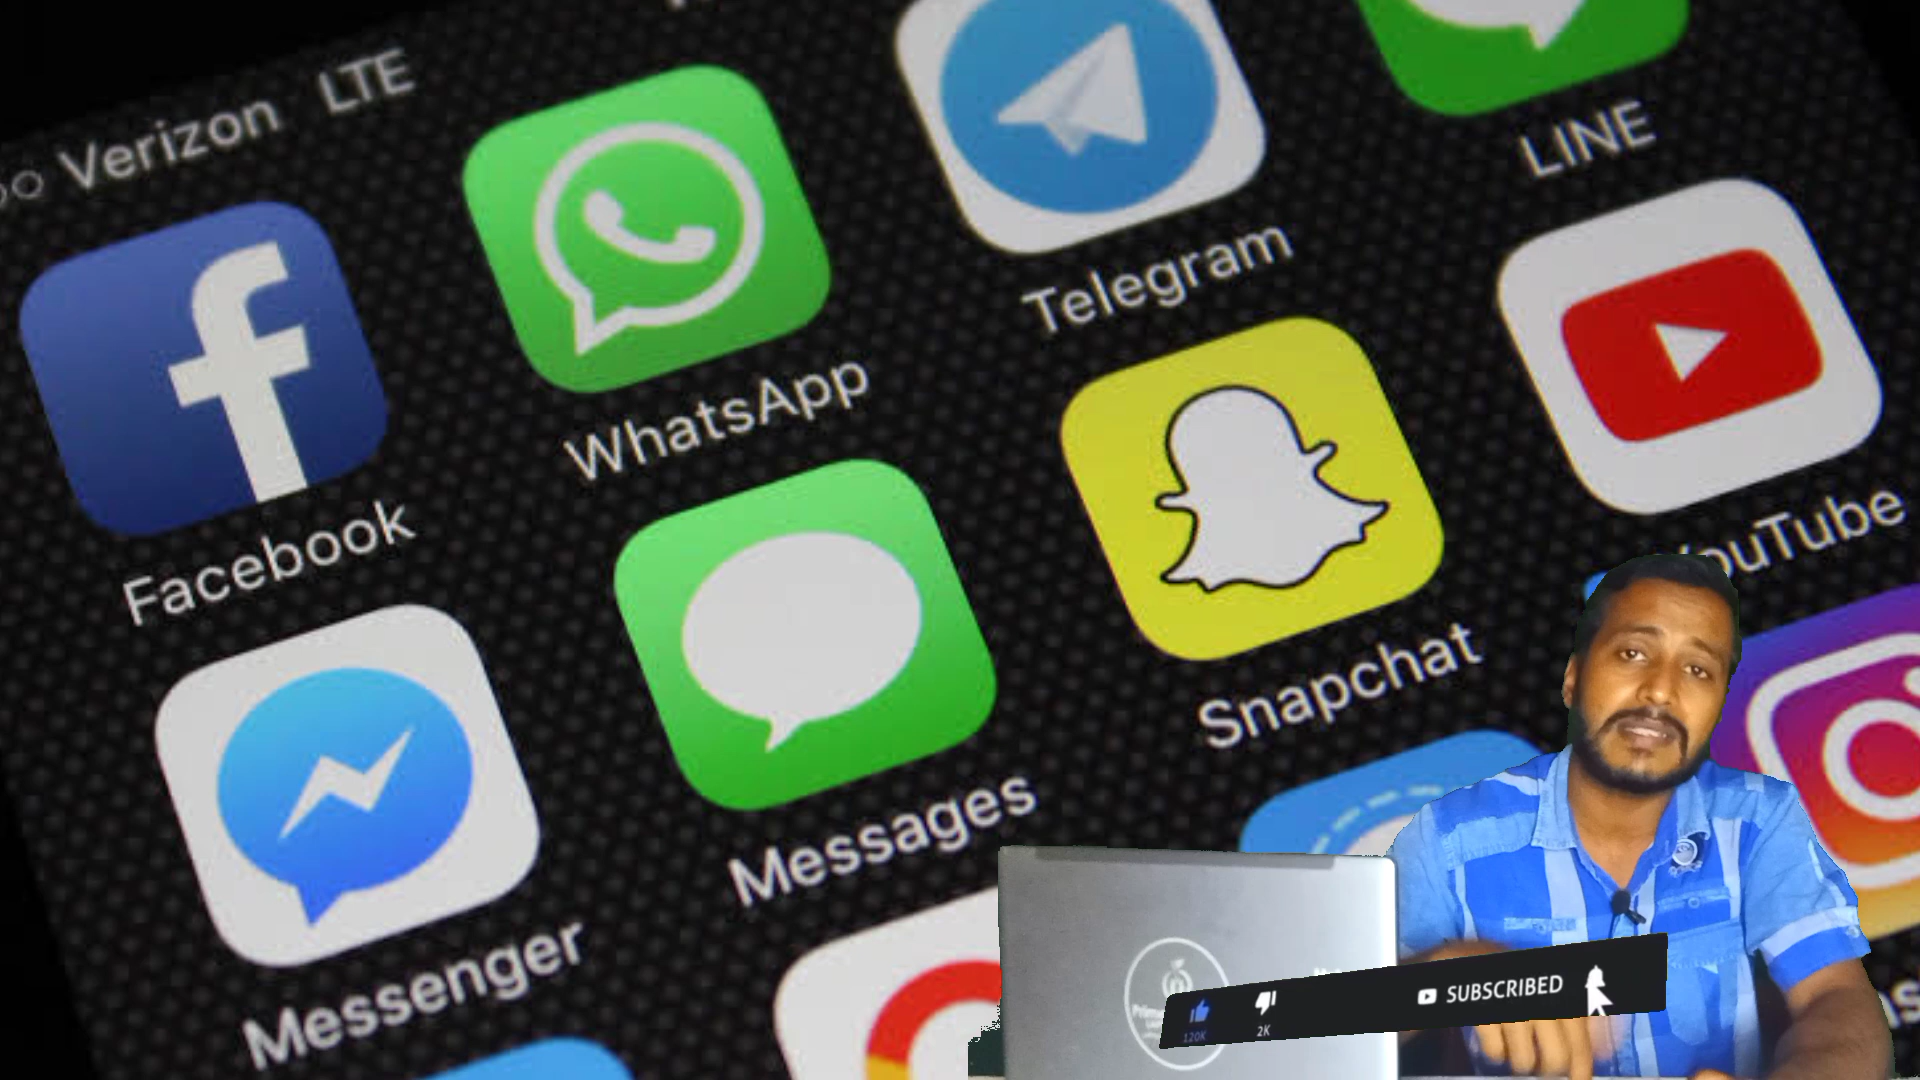 Verizon LTE
LINE
Telegram
WhatsApp
YouTube
Facebook
Snapchat
Messages
Messenger
SUBSCRIBED
120K
2K